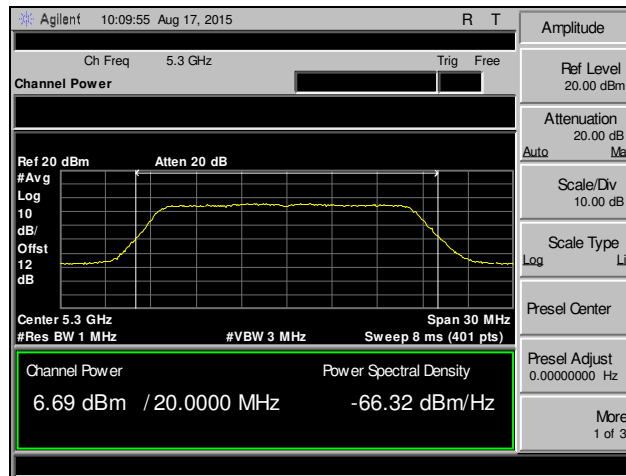 Agilent 10:09:55 Aug 17, 2015 R T
Ch Freq 5.3 GHz Trig Free
Channel Power
Ref 20 dBm Atten 20 dB
#Avg
Log
10
dB/
Offst
12
dB
Center 5.3 GHz Span 30 MHz
#Res BW 1 MHz #VBW 3 MHz Sweep 8 ms (401 pts)
Channel Power Power Spectral Density
6.69 dBm / 20.0000 MHz -66.32 dBm/Hz
Amplitude
Ref Level
20.00 dBm
Attenuation
20.00 dB
Auto Ma
Scale/Div
10.00 dB
Scale Type
Log Li
Presel Center
Presel Adjust
0.00000000 Hz
More
1 of 3